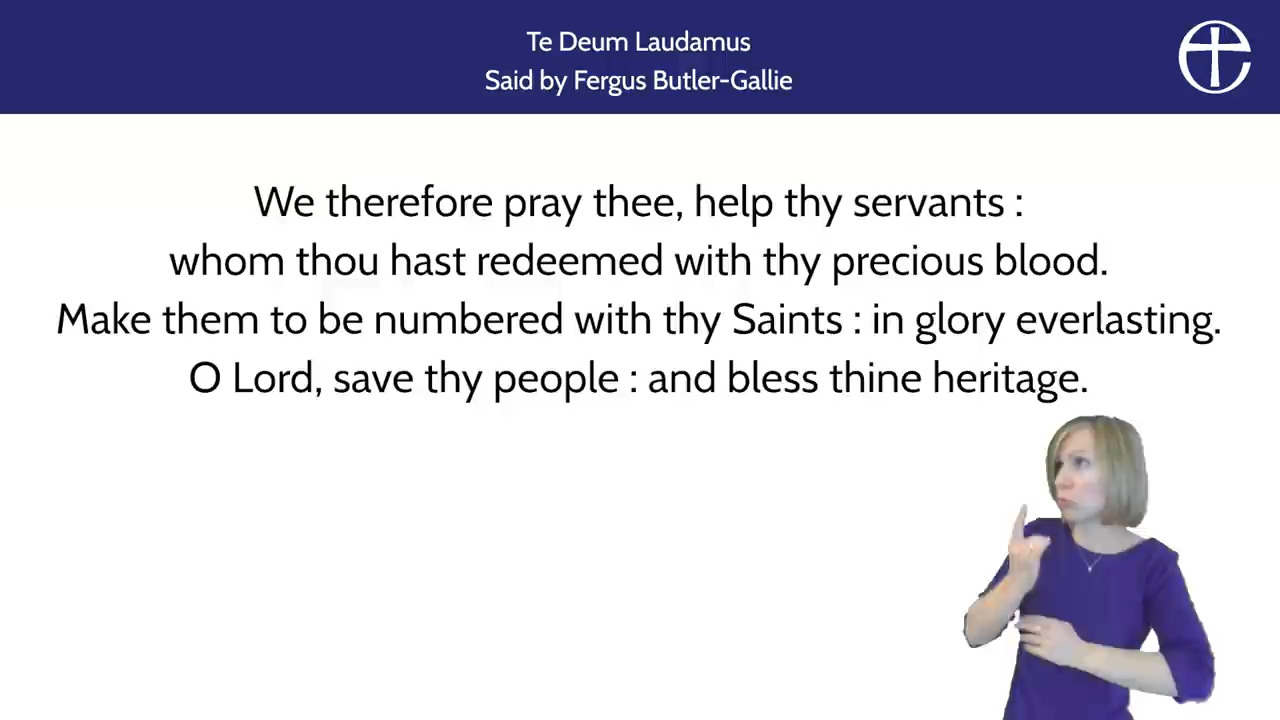 Te Deum Laudamus
Said by Fergus Butler-Gallie
We therefore pray thee, help thy servants :
whom thou hast redeemed with thy precious blood.
Make them to be numbered with thy Saints : in glory everlasting.
O Lord, save thy people : and bless thine heritage.